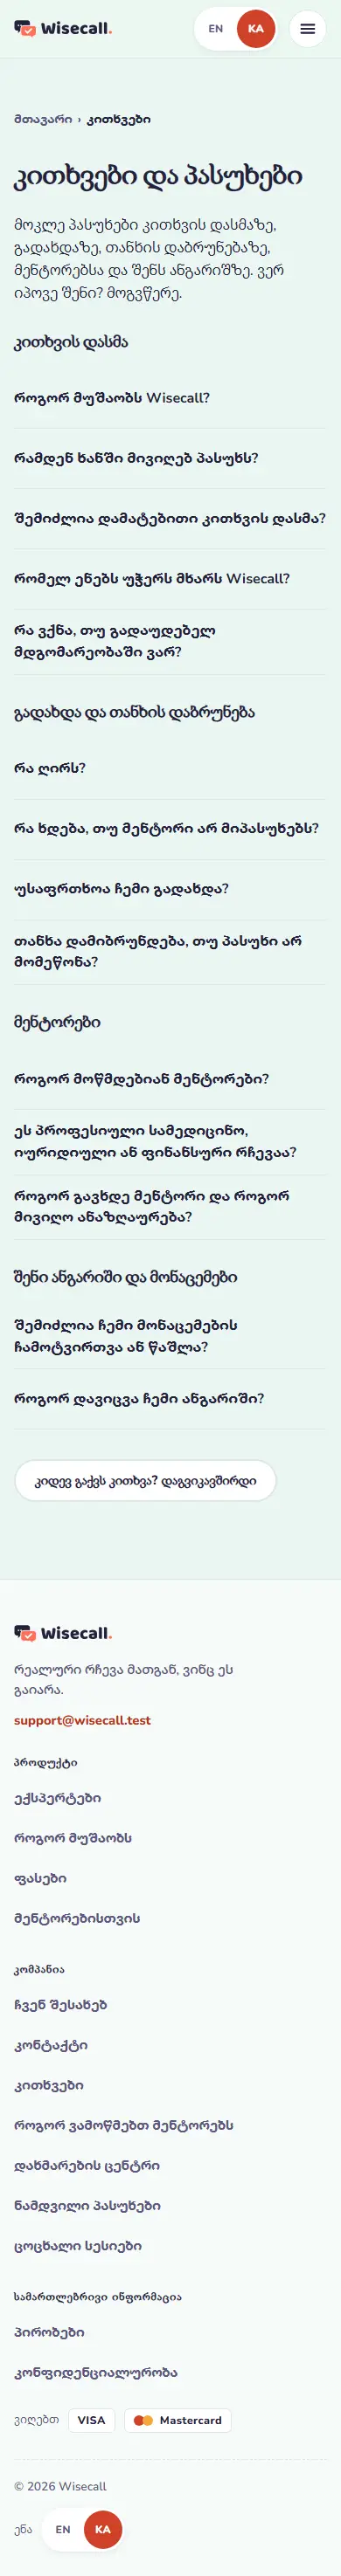 Wisecall.
EN KA
მთავარი › კითხვები
კითხვები და პასუხები
მოკლე პასუხები კითხვის დასმაზე,
გადახდაზე, თანხის დაბრუნებაზე,
მენტორებსა და შენს ანგარიშზე. ვერ
იპოვე შენი? მოგვწერე.
კითხვის დასმა
როგორ მუშაობს Wisecall?
რამდენ ხანში მივიღებ პასუხს?
შემიძლია დამატებითი კითხვის დასმა?
რომელ ენებს უჭერს მხარს Wisecall?
რა ვქნა, თუ გადაუდებელ
მდგომარეობაში ვარ?
გადახდა და თანხის დაბრუნება
რა ღირს?
რა ხდება, თუ მენტორი არ მიპასუხებს?
უსაფრთხოა ჩემი გადახდა?
თანხა დამიბრუნდება, თუ პასუხი არ
მომეწონა?
მენტორები
როგორ მოწმდებიან მენტორები?
ეს პროფესიული სამედიცინო,
იურიდიული ან ფინანსური რჩევაა?
როგორ გავხდე მენტორი და როგორ
მივიღო ანაზღაურება?
შენი ანგარიში და მონაცემები
შემიძლია ჩემი მონაცემების
ჩამოტვირთვა ან წაშლა?
როგორ დავიცვა ჩემი ანგარიში?
კიდევ გაქვს კითხვა? დაგვიკავშირდი
Wisecall.
რეალური რჩევა მათგან, ვინც ეს
გაიარა.
support@wisecall.test
პროდუქტი
ექსპერტები
როგორ მუშაობს
ფასები
მენტორებისთვის
კომპანია
ჩვენ შესახებ
კონტაქტი
კითხვები
როგორ ვამოწმებთ მენტორებს
დახმარების ცენტრი
ნამდვილი პასუხები
ცოცხალი სესიები
სამართლებრივი ინფორმაცია
პირობები
კონფიდენციალურობა
ვიღებთ VISA Mastercard
© 2026 Wisecall
ენა EN KA